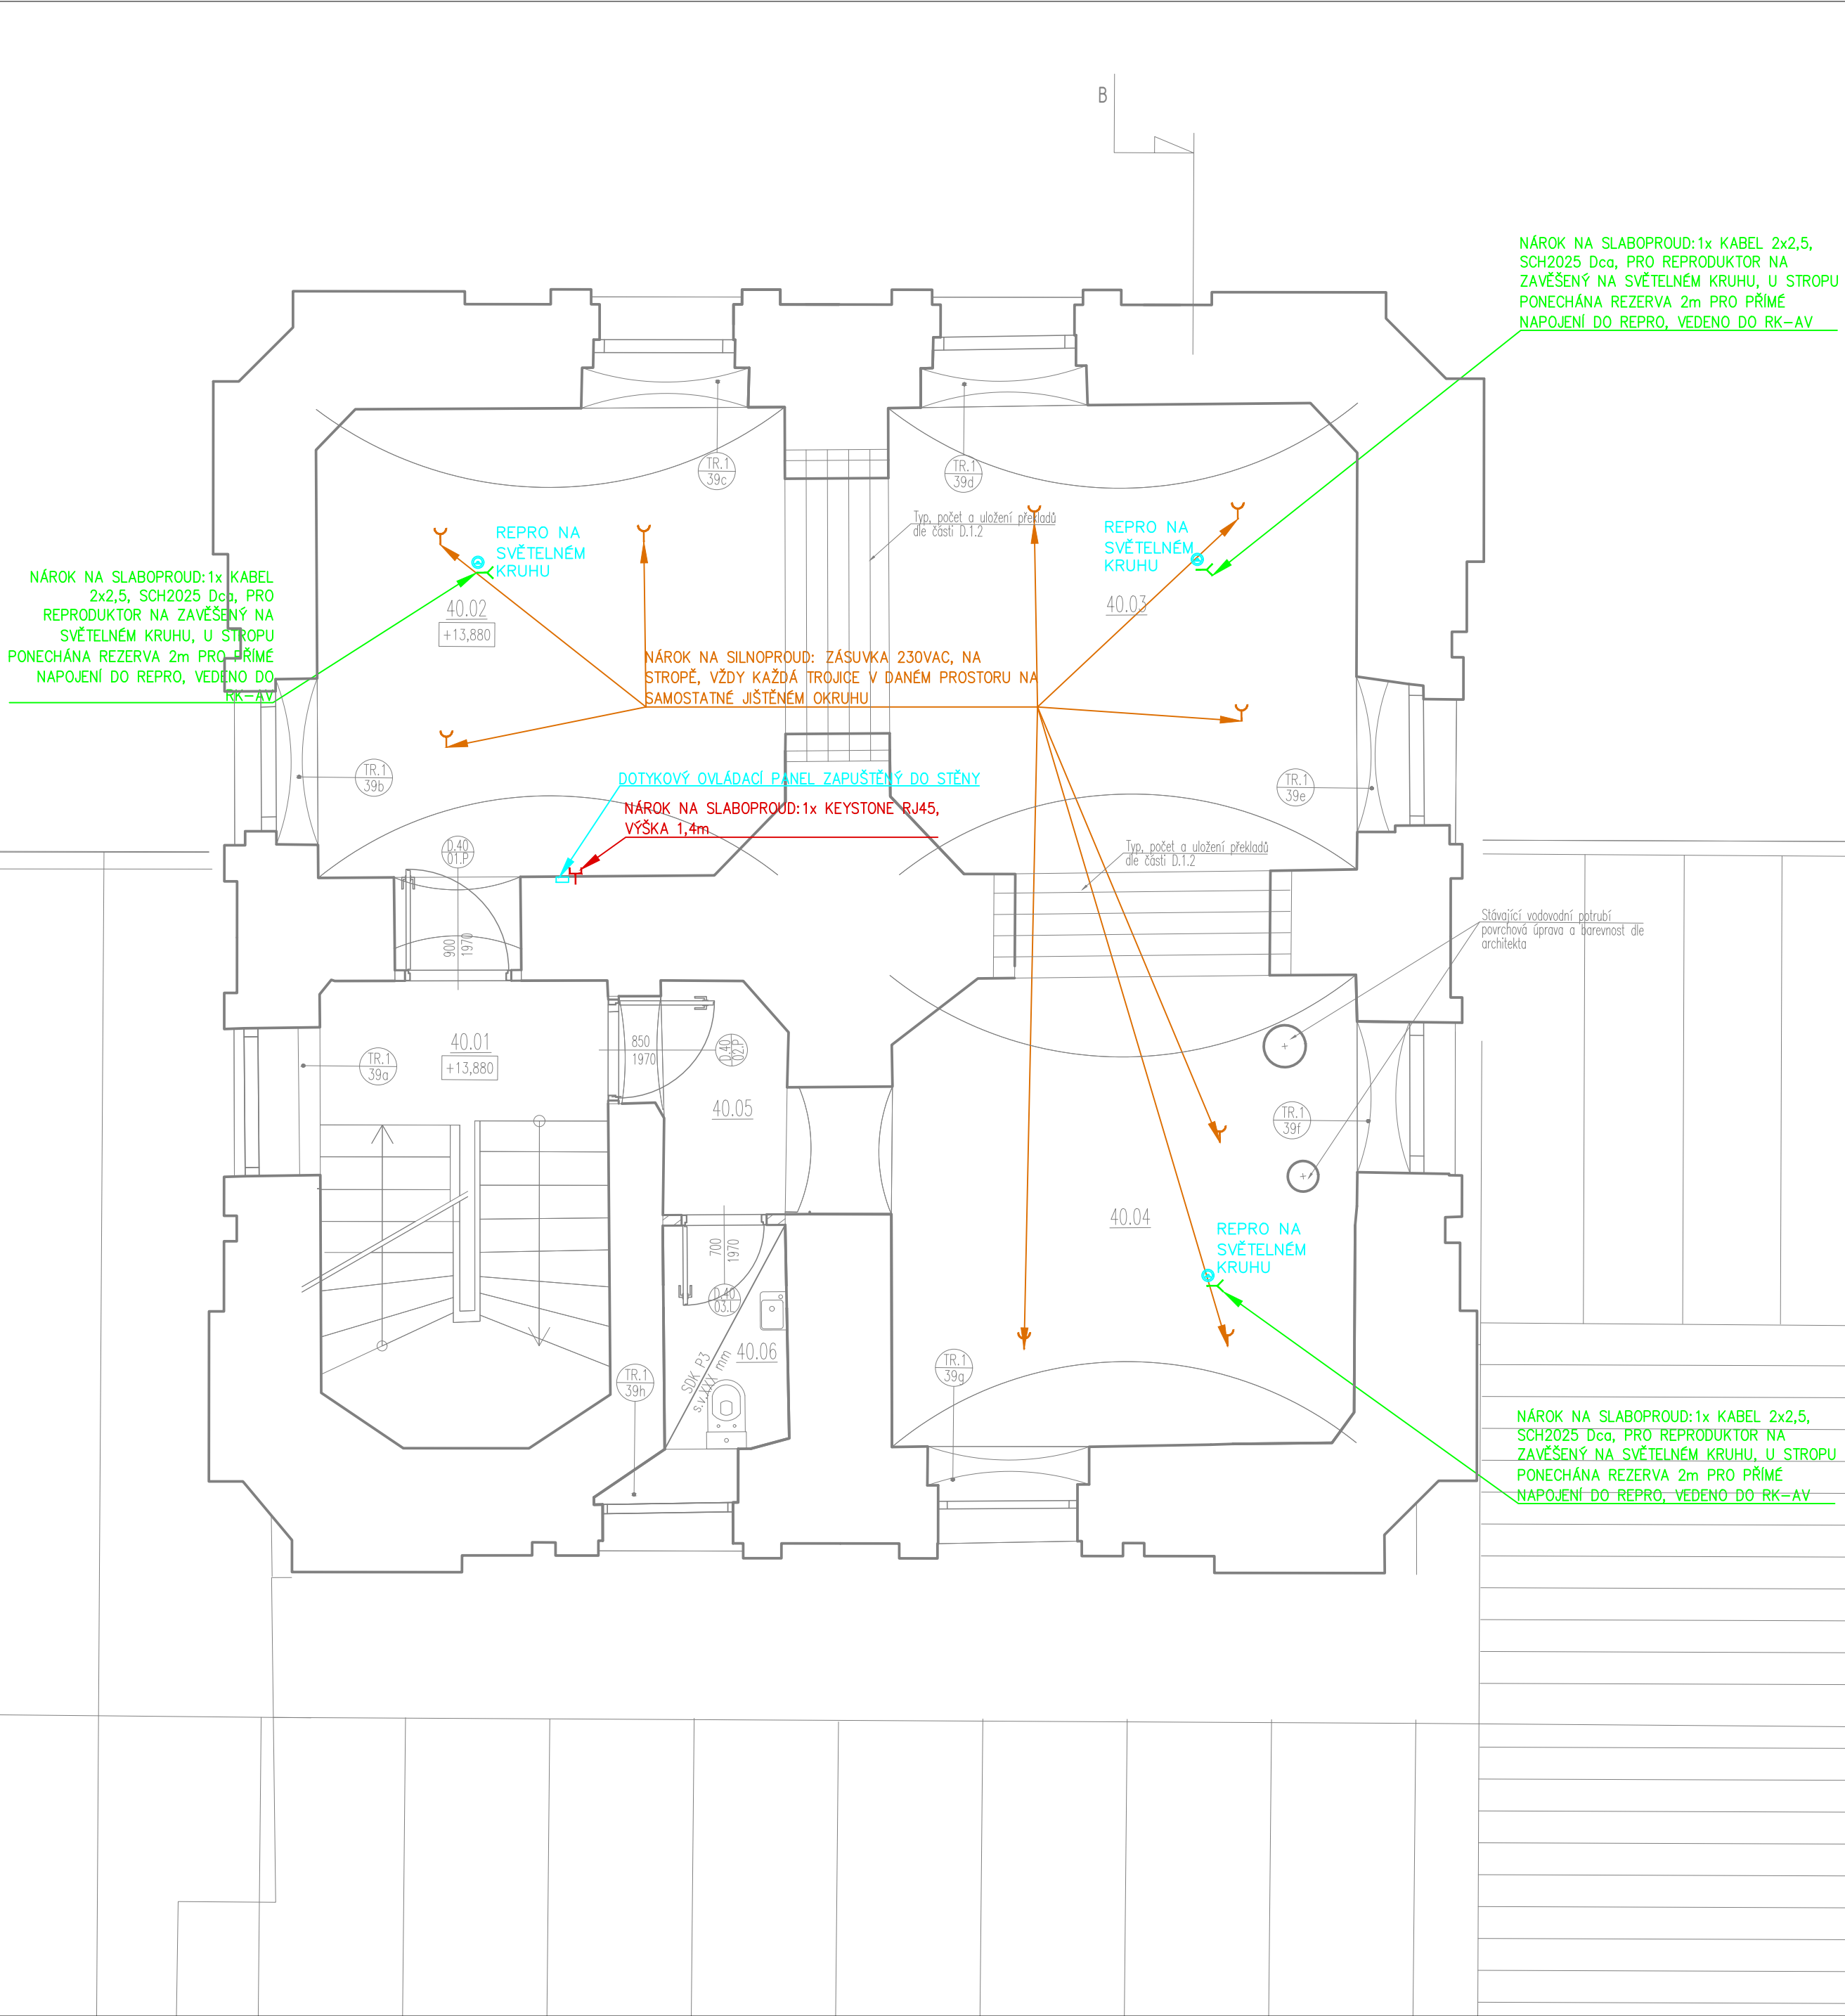 B
NÁROK NA SLABOPROUD:1x KABEL 2x2,5,
SCH2025 Dca, PRO REPRODUKTOR NA
ZAVĚŠENÝ NA SVĚTELNÉM KRUHU, U STROPU
PONECHÁNA REZERVA 2m PRO PŘÍMÉ
NAPOJENÍ DO REPRO, VEDENO DO RK-AV
TR.1
39c
TR.1
39d
Typ, počet a uložení překladů
dle části D.1.2
REPRO NA
SVĚTELNÉM
KRUHU
REPRO NA
SVĚTELNÉM
KRUHU
NÁROK NA SLABOPROUD:1x KABEL
2x2,5, SCH2025 Dca, PRO
REPRODUKTOR NA ZAVĚŠENÝ NA
SVĚTELNÉM KRUHU, U STROPU
PONECHÁNA REZERVA 2m PRO PŘÍMÉ
NAPOJENÍ DO REPRO, VEDENO DO
RK-AV
40.02
+13,880
40.03
NÁROK NA SILNOPROUD: ZÁSUVKA 230VAC, NA
STROPĚ, VŽDY KAŽDÁ TROJICE V DANÉM PROSTORU NA
SAMOSTATNÉ JIŠTĚNÉM OKRUHU
TR.1
39b
DOTYKOVÝ OVLÁDACÍ PANEL ZAPUŠTĚNÝ DO STĚNY
TR.1
39e
NÁROK NA SLABOPROUD:1x KEYSTONE RJ45,
VÝŠKA 1,4m
D.40
01.P
Typ, počet a uložení překladů
dle části D.1.2
900
1970
Stávající vodovodní potrubí
povrchová úprava a barevnost dle
architekta
40.01
+13,880
TR.1
39a
850
1970
D.40
02.P
40.05
TR.1
39f
40.04
REPRO NA
SVĚTELNÉM
KRUHU
700
1970
D.40
03.L
40.06
SDK P3
s.v.XXX mm
TR.1
39h
TR.1
39g
NÁROK NA SLABOPROUD:1x KABEL 2x2,5,
SCH2025 Dca, PRO REPRODUKTOR NA
ZAVĚŠENÝ NA SVĚTELNÉM KRUHU, U STROPU
PONECHÁNA REZERVA 2m PRO PŘÍMÉ
NAPOJENÍ DO REPRO, VEDENO DO RK-AV